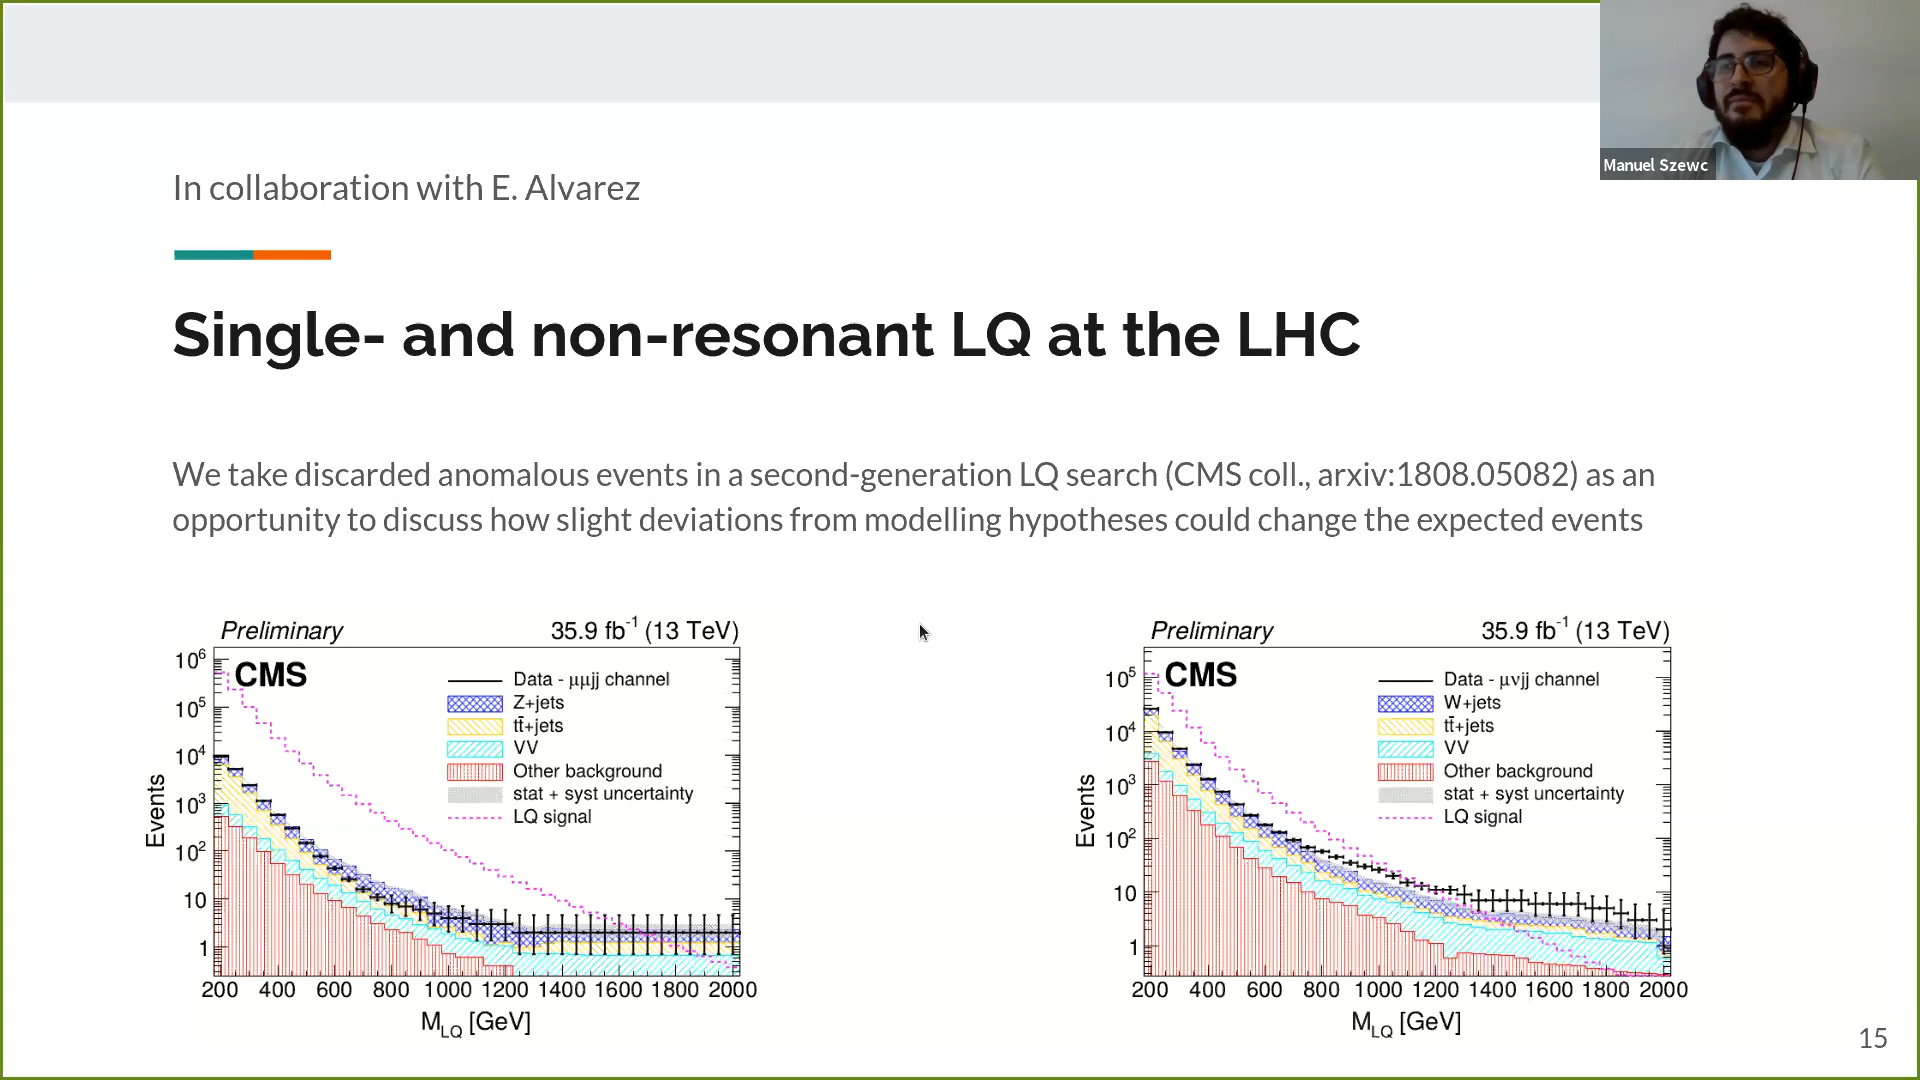 Manuel Szewc
In collaboration with E. Alvarez
Single- and non-resonant LQ at the LHC
We take discarded anomalous events in a second-generation LQ search (CMS coll., arxiv:1808.05082) as an
opportunity to discuss how slight deviations from modelling hypotheses could change the expected events
Preliminary 35.9 fb⁻¹ (13 TeV)
CMS
Data - μμjj channel
Z+jets
tt̄+jets
VV
Other background
stat + syst uncertainty
LQ signal
Events
10⁶
10⁵
10⁴
10³
10²
10
1
200 400 600 800 1000 1200 1400 1600 1800 2000
M_LQ [GeV]
Preliminary 35.9 fb⁻¹ (13 TeV)
CMS
Data - μνjj channel
W+jets
tt̄+jets
VV
Other background
stat + syst uncertainty
LQ signal
Events
10⁵
10⁴
10³
10²
10
1
200 400 600 800 1000 1200 1400 1600 1800 2000
M_LQ [GeV]
15